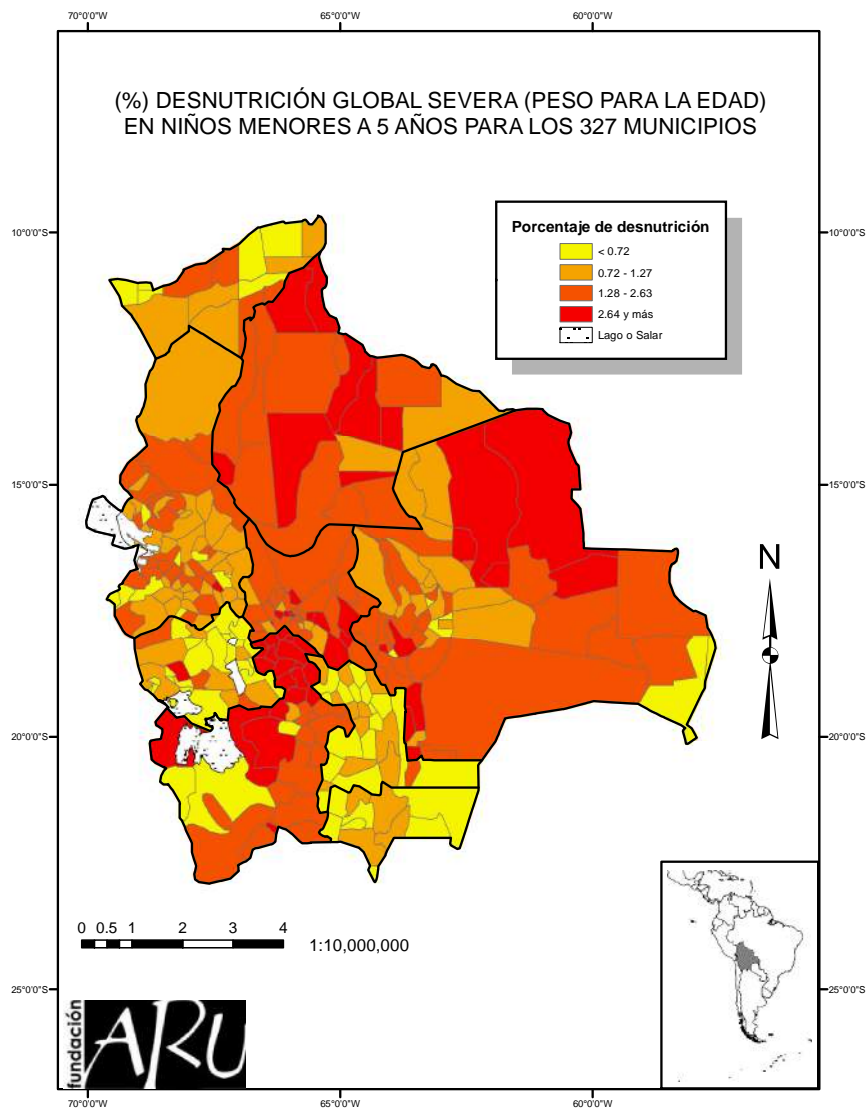 70°0'0"W 65°0'0"W 60°0'0"W
(%) DESNUTRICIÓN GLOBAL SEVERA (PESO PARA LA EDAD)
EN NIÑOS MENORES A 5 AÑOS PARA LOS 327 MUNICIPIOS
Porcentaje de desnutrición
< 0.72
0.72 - 1.27
1.28 - 2.63
2.64 y más
Lago o Salar
10°0'0"S 10°0'0"S
15°0'0"S 15°0'0"S
N
20°0'0"S 20°0'0"S
0 0.5 1 2 3 4
1:10,000,000
25°0'0"S 25°0'0"S
fundación
ARU
70°0'0"W 65°0'0"W 60°0'0"W